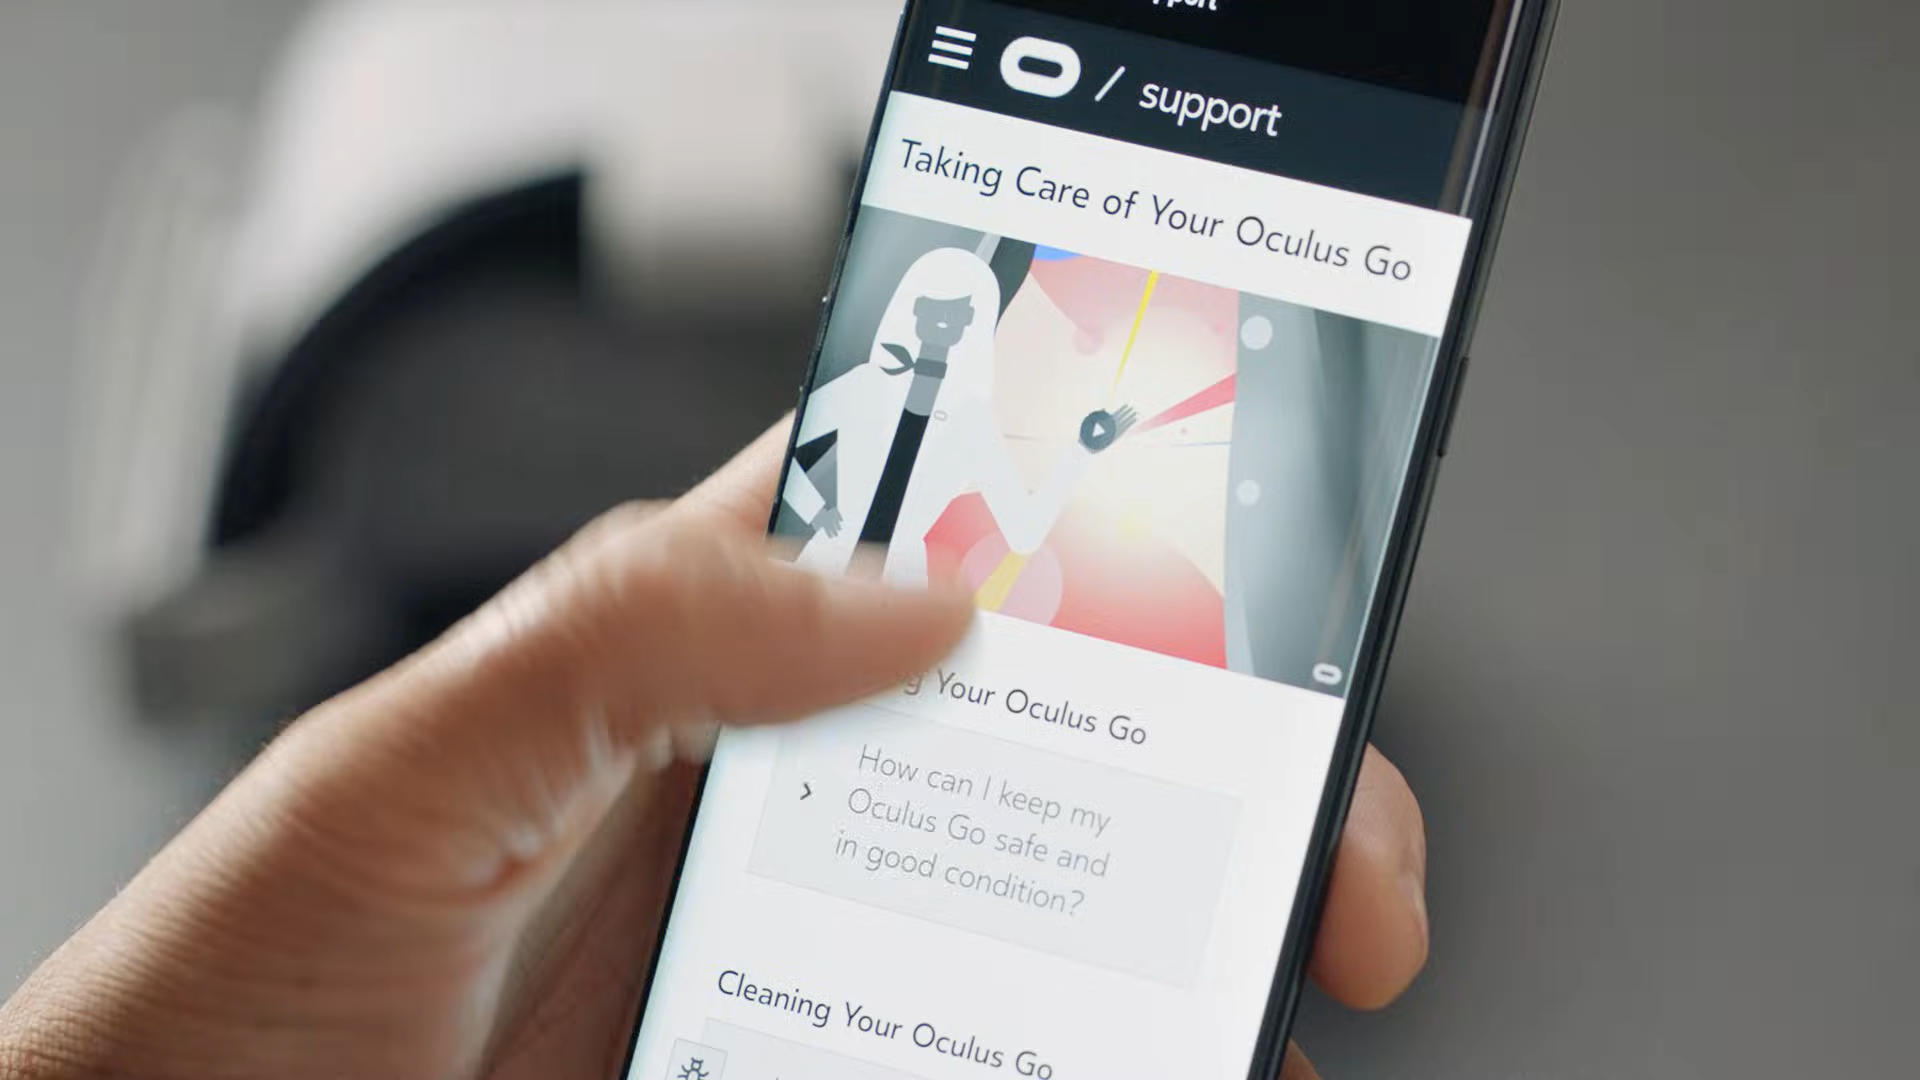 support
Taking Care of Your Oculus Go
Your Oculus Go
How can I keep my
Oculus Go safe and
in good condition?
Cleaning Your Oculus Go